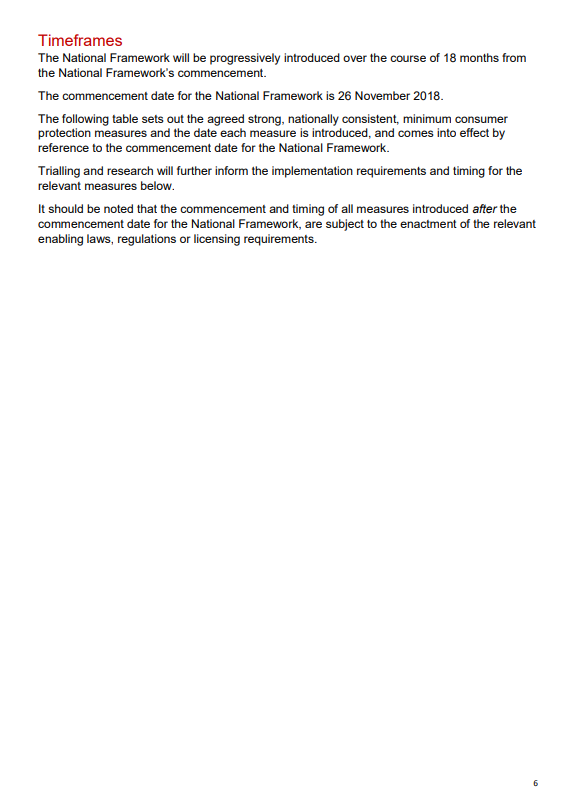 Timeframes
The National Framework will be progressively introduced over the course of 18 months from
the National Framework's commencement.
The commencement date for the National Framework is 26 November 2018.
The following table sets out the agreed strong, nationally consistent, minimum consumer
protection measures and the date each measure is introduced, and comes into effect by
reference to the commencement date for the National Framework.
Trialling and research will further inform the implementation requirements and timing for the
relevant measures below.
It should be noted that the commencement and timing of all measures introduced after the
commencement date for the National Framework, are subject to the enactment of the relevant
enabling laws, regulations or licensing requirements.
6